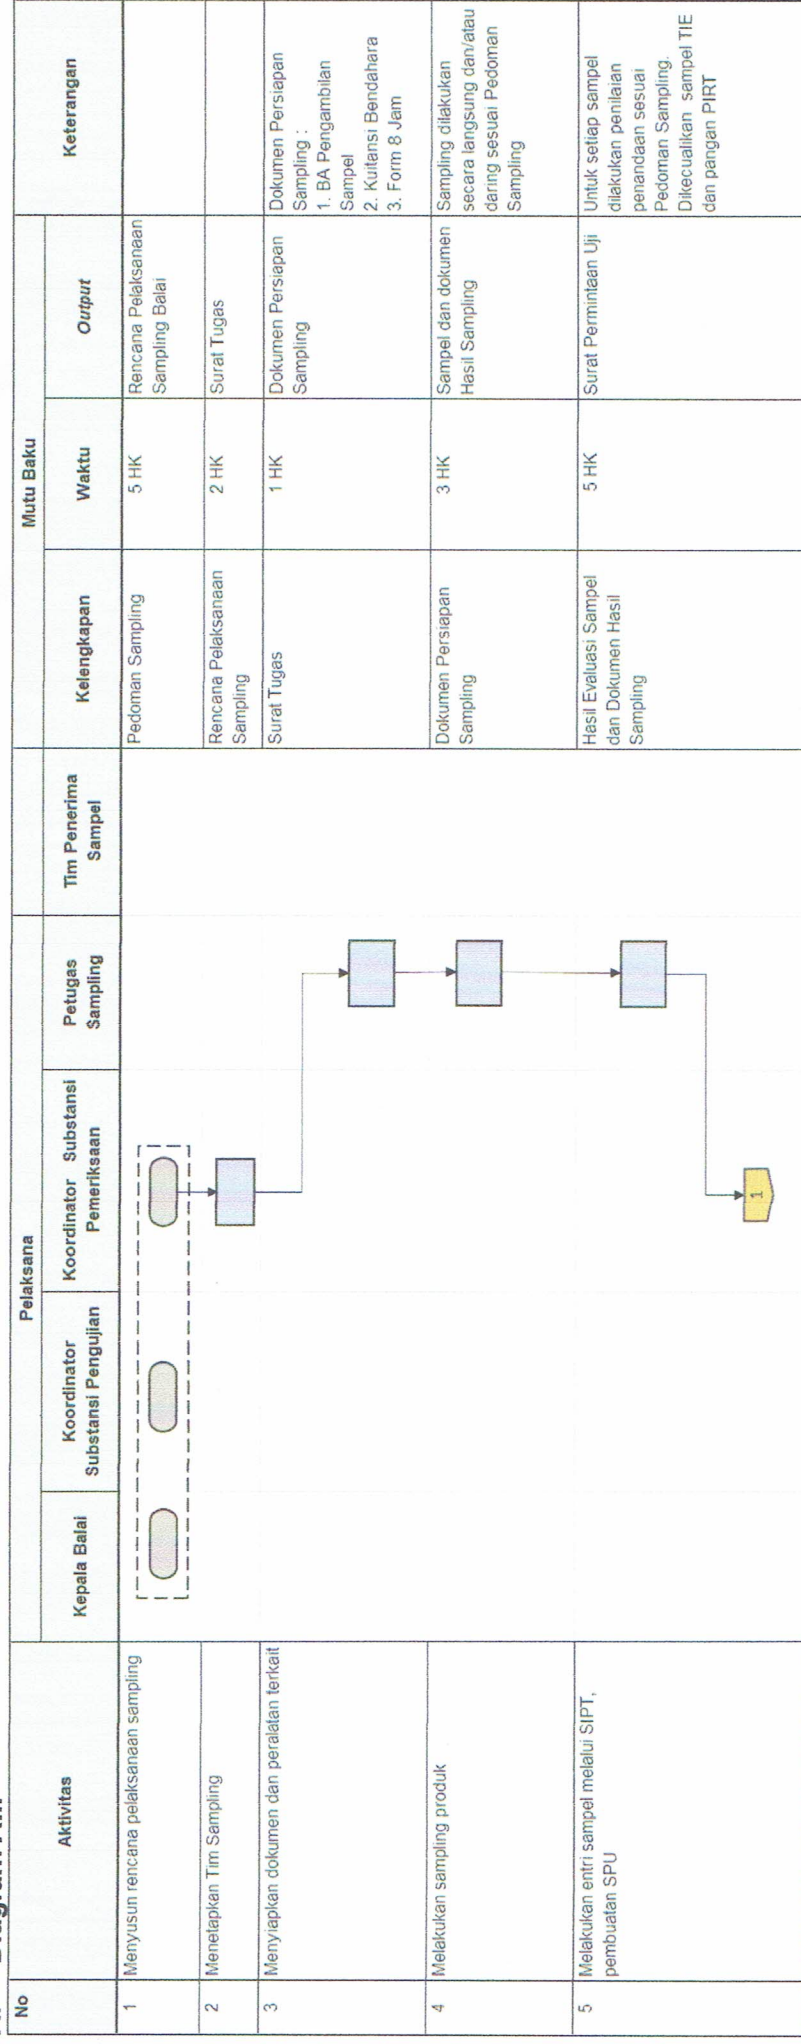 No
Aktivitas
Pelaksana
Mutu Baku
Keterangan
Kepala Balai
Koordinator
Substansi Pengujian
Koordinator Substansi
Pemeriksaan
Petugas
Sampling
Tim Penerima
Sampel
Kelengkapan
Waktu
Output
1
Menyusun rencana pelaksanaan sampling
Pedoman Sampling
5 HK
Rencana Pelaksanaan
Sampling Balai
2
Menetapkan Tim Sampling
Rencana Pelaksanaan
Sampling
2 HK
Surat Tugas
3
Menyiapkan dokumen dan peralatan terkait
Surat Tugas
1 HK
Dokumen Persiapan
Sampling
Dokumen Persiapan
Sampling :
1. BA Pengambilan
Sampel
2. Kuitansi Bendahara
3. Form 8 Jam
4
Melakukan sampling produk
Dokumen Persiapan
Sampling
3 HK
Sampel dan dokumen
Hasil Sampling
Sampling dilakukan
secara langsung dan/atau
daring sesuai Pedoman
Sampling
5
Melakukan entri sampel melalui SIPT,
pembuatan SPU
Hasil Evaluasi Sampel
dan Dokumen Hasil
Sampling
5 HK
Surat Permintaan Uji
Untuk setiap sampel
dilakukan penilaian
penandaan sesuai
Pedoman Sampling.
Dikecualikan sampel TIE
dan pangan PIRT
1